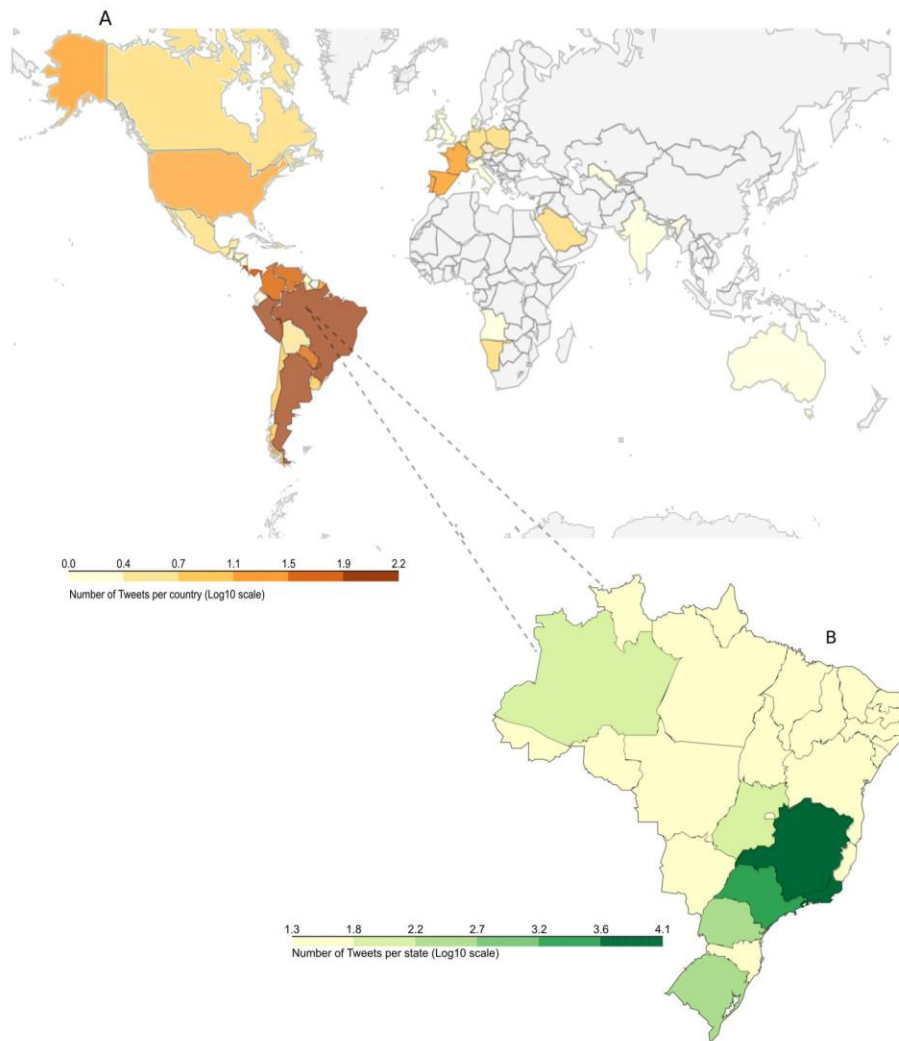 A
0.0 0.4 0.7 1.1 1.5 1.9 2.2
Number of Tweets per country (Log10 scale)
B
1.3 1.8 2.2 2.7 3.2 3.6 4.1
Number of Tweets per state (Log10 scale)